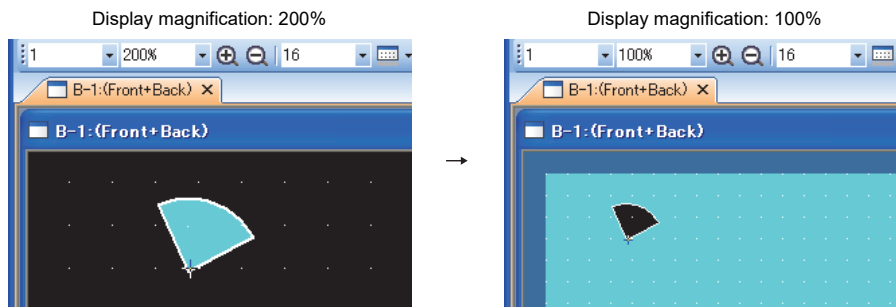 Display magnification: 200%
1 200% 16
B-1:(Front+Back) ×
B-1:(Front+Back)
→
Display magnification: 100%
1 100% 16
B-1:(Front+Back) ×
B-1:(Front+Back)